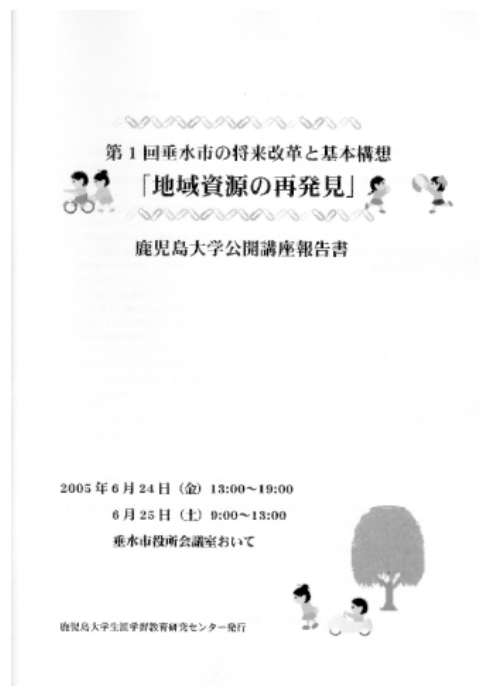 第1回垂水市の将来改革と基本構想
「地域資源の再発見」
鹿児島大学公開講座報告書
2005年6月24日（金）13:00～19:00
6月25日（土）9:00～13:00
垂水市役所会議室おいて
鹿児島大学生涯学習教育研究センター発行